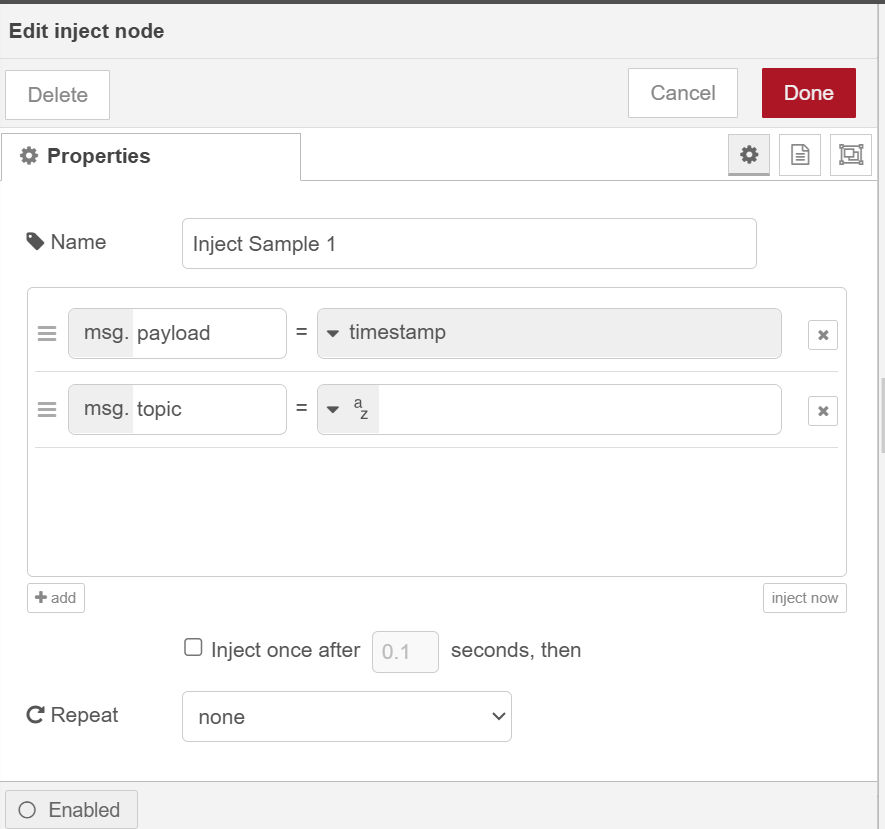 Edit inject node
Delete Cancel Done
Properties
Name Inject Sample 1
msg. payload = timestamp
msg. topic = a z
add inject now
Inject once after 0.1 seconds, then
Repeat none
Enabled